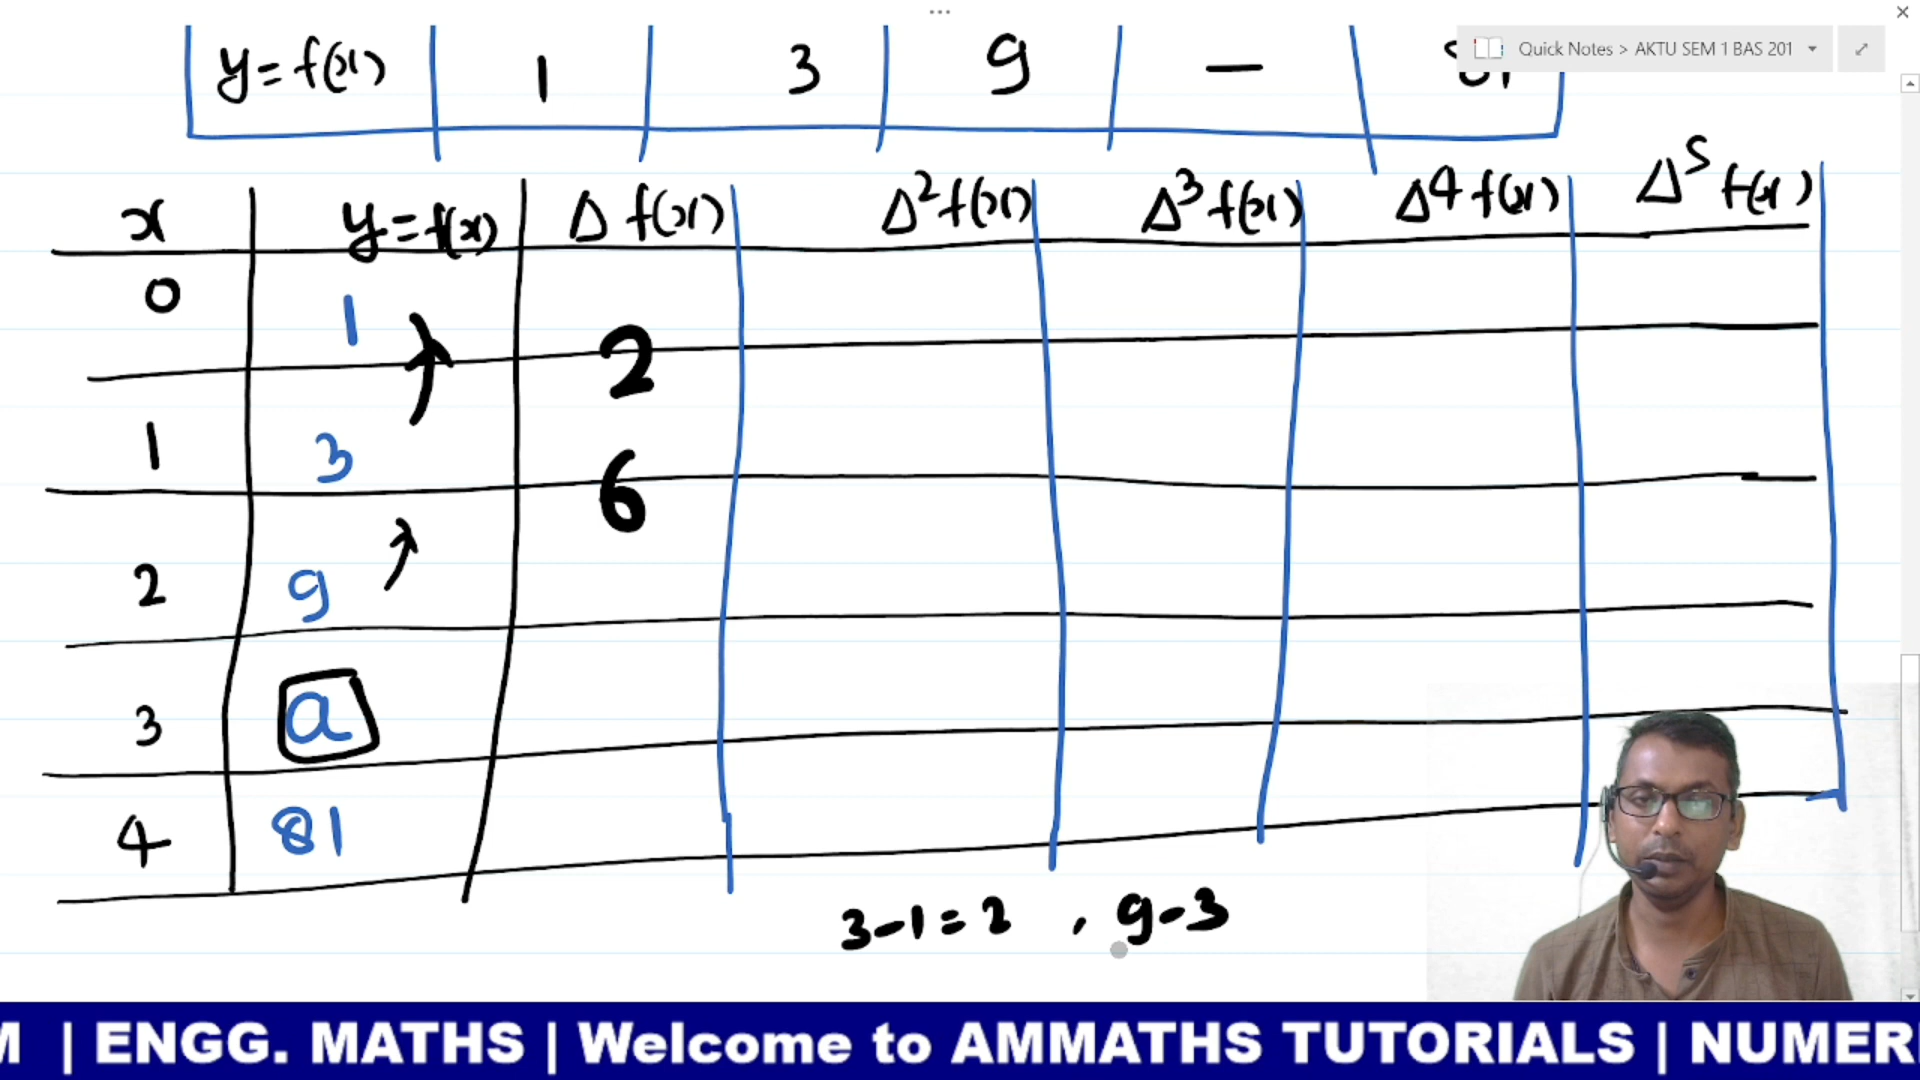 Quick Notes > AKTU SEM 1 BAS 201
y = f(x) 1 3 9 –
x y = f(x) Δ f(x) Δ² f(x) Δ³ f(x) Δ⁴ f(x) Δ⁵ f(x)
0 1
2
1 3
6
2 9
3 a
4 81
3-1=2 , 9-3
| ENGG. MATHS | Welcome to AMMATHS TUTORIALS | NUMER